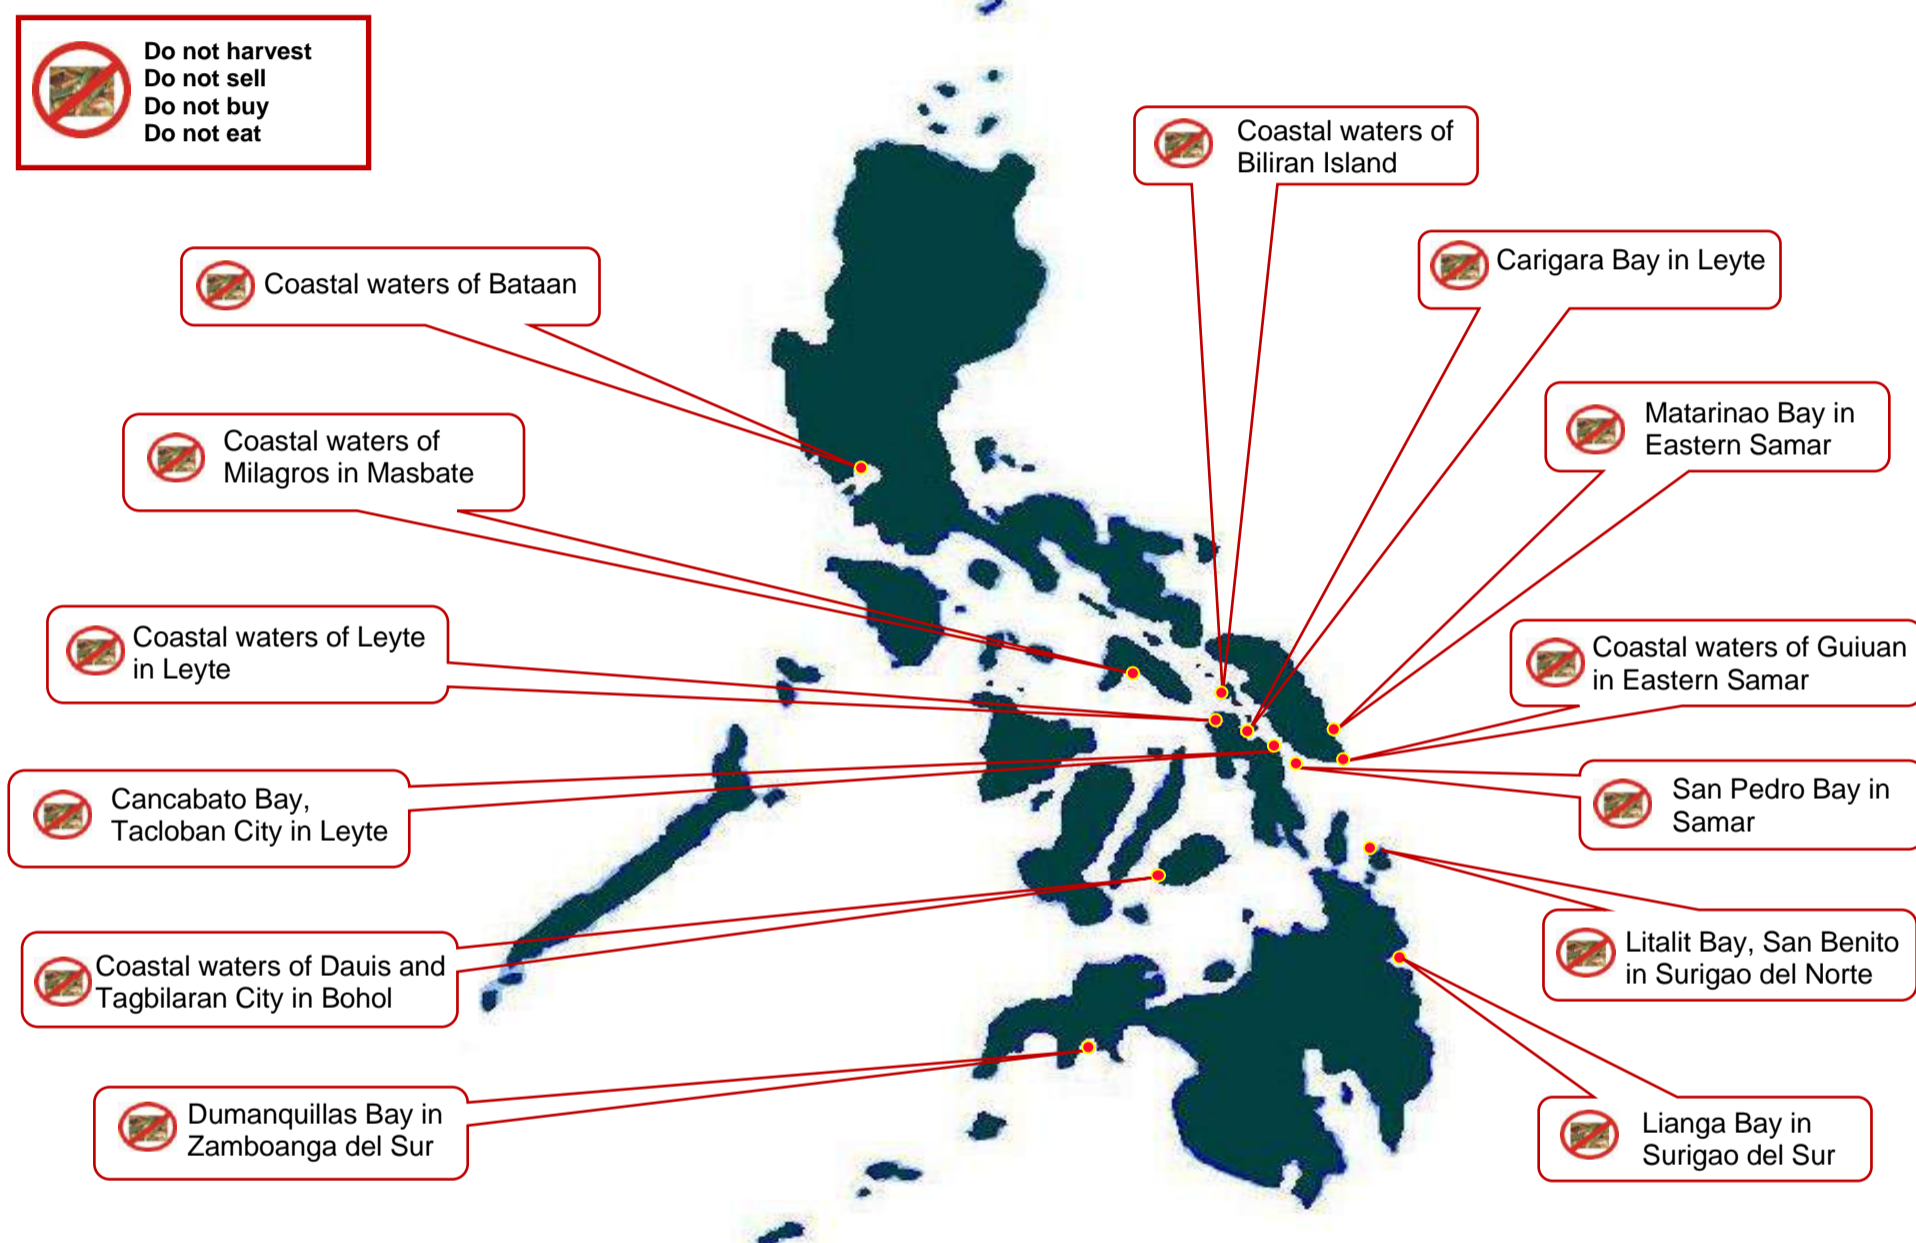 Do not harvest
Do not sell
Do not buy
Do not eat
Coastal waters of
Biliran Island
Coastal waters of Bataan
Carigara Bay in Leyte
Coastal waters of
Milagros in Masbate
Matarinao Bay in
Eastern Samar
Coastal waters of Leyte
in Leyte
Coastal waters of Guiuan
in Eastern Samar
Cancabato Bay,
Tacloban City in Leyte
San Pedro Bay in
Samar
Coastal waters of Dauis and
Tagbilaran City in Bohol
Litalit Bay, San Benito
in Surigao del Norte
Dumanquillas Bay in
Zamboanga del Sur
Lianga Bay in
Surigao del Sur